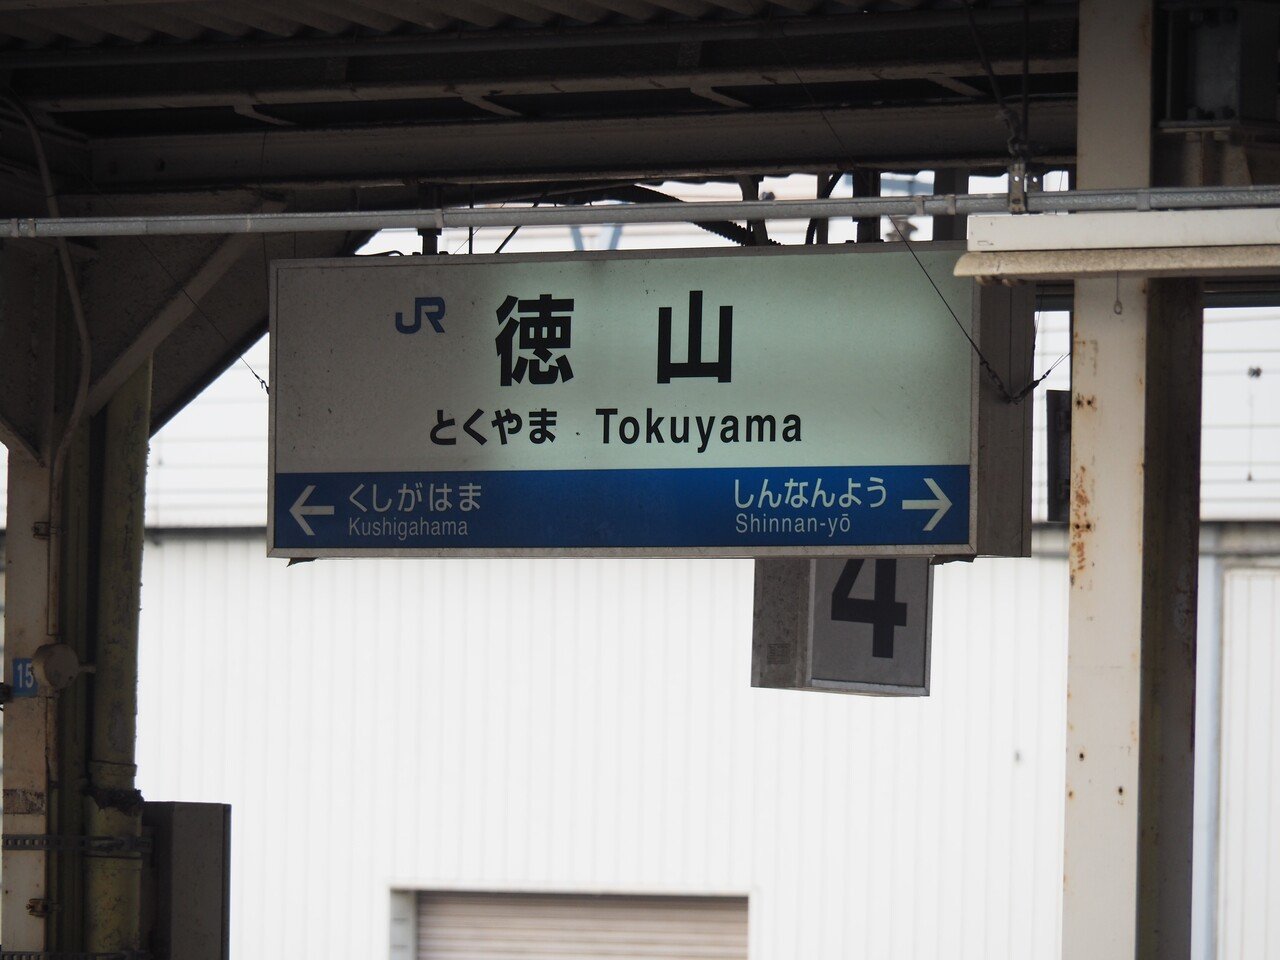 JR 徳山
とくやま Tokuyama
← くしがはま しんなんよう →
Kushigahama Shinnan-yō
4
15